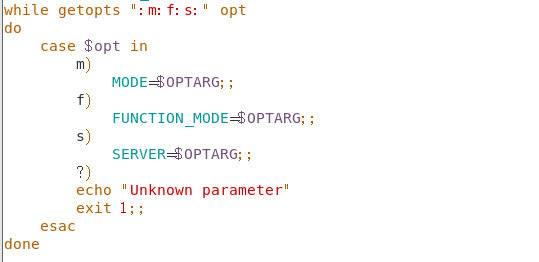 while getopts ":m:f:s:" opt
do
    case $opt in
        m)
            MODE=$OPTARG;;
        f)
            FUNCTION_MODE=$OPTARG;;
        s)
            SERVER=$OPTARG;;
        ?)
        echo "Unknown parameter"
        exit 1;;
    esac
done